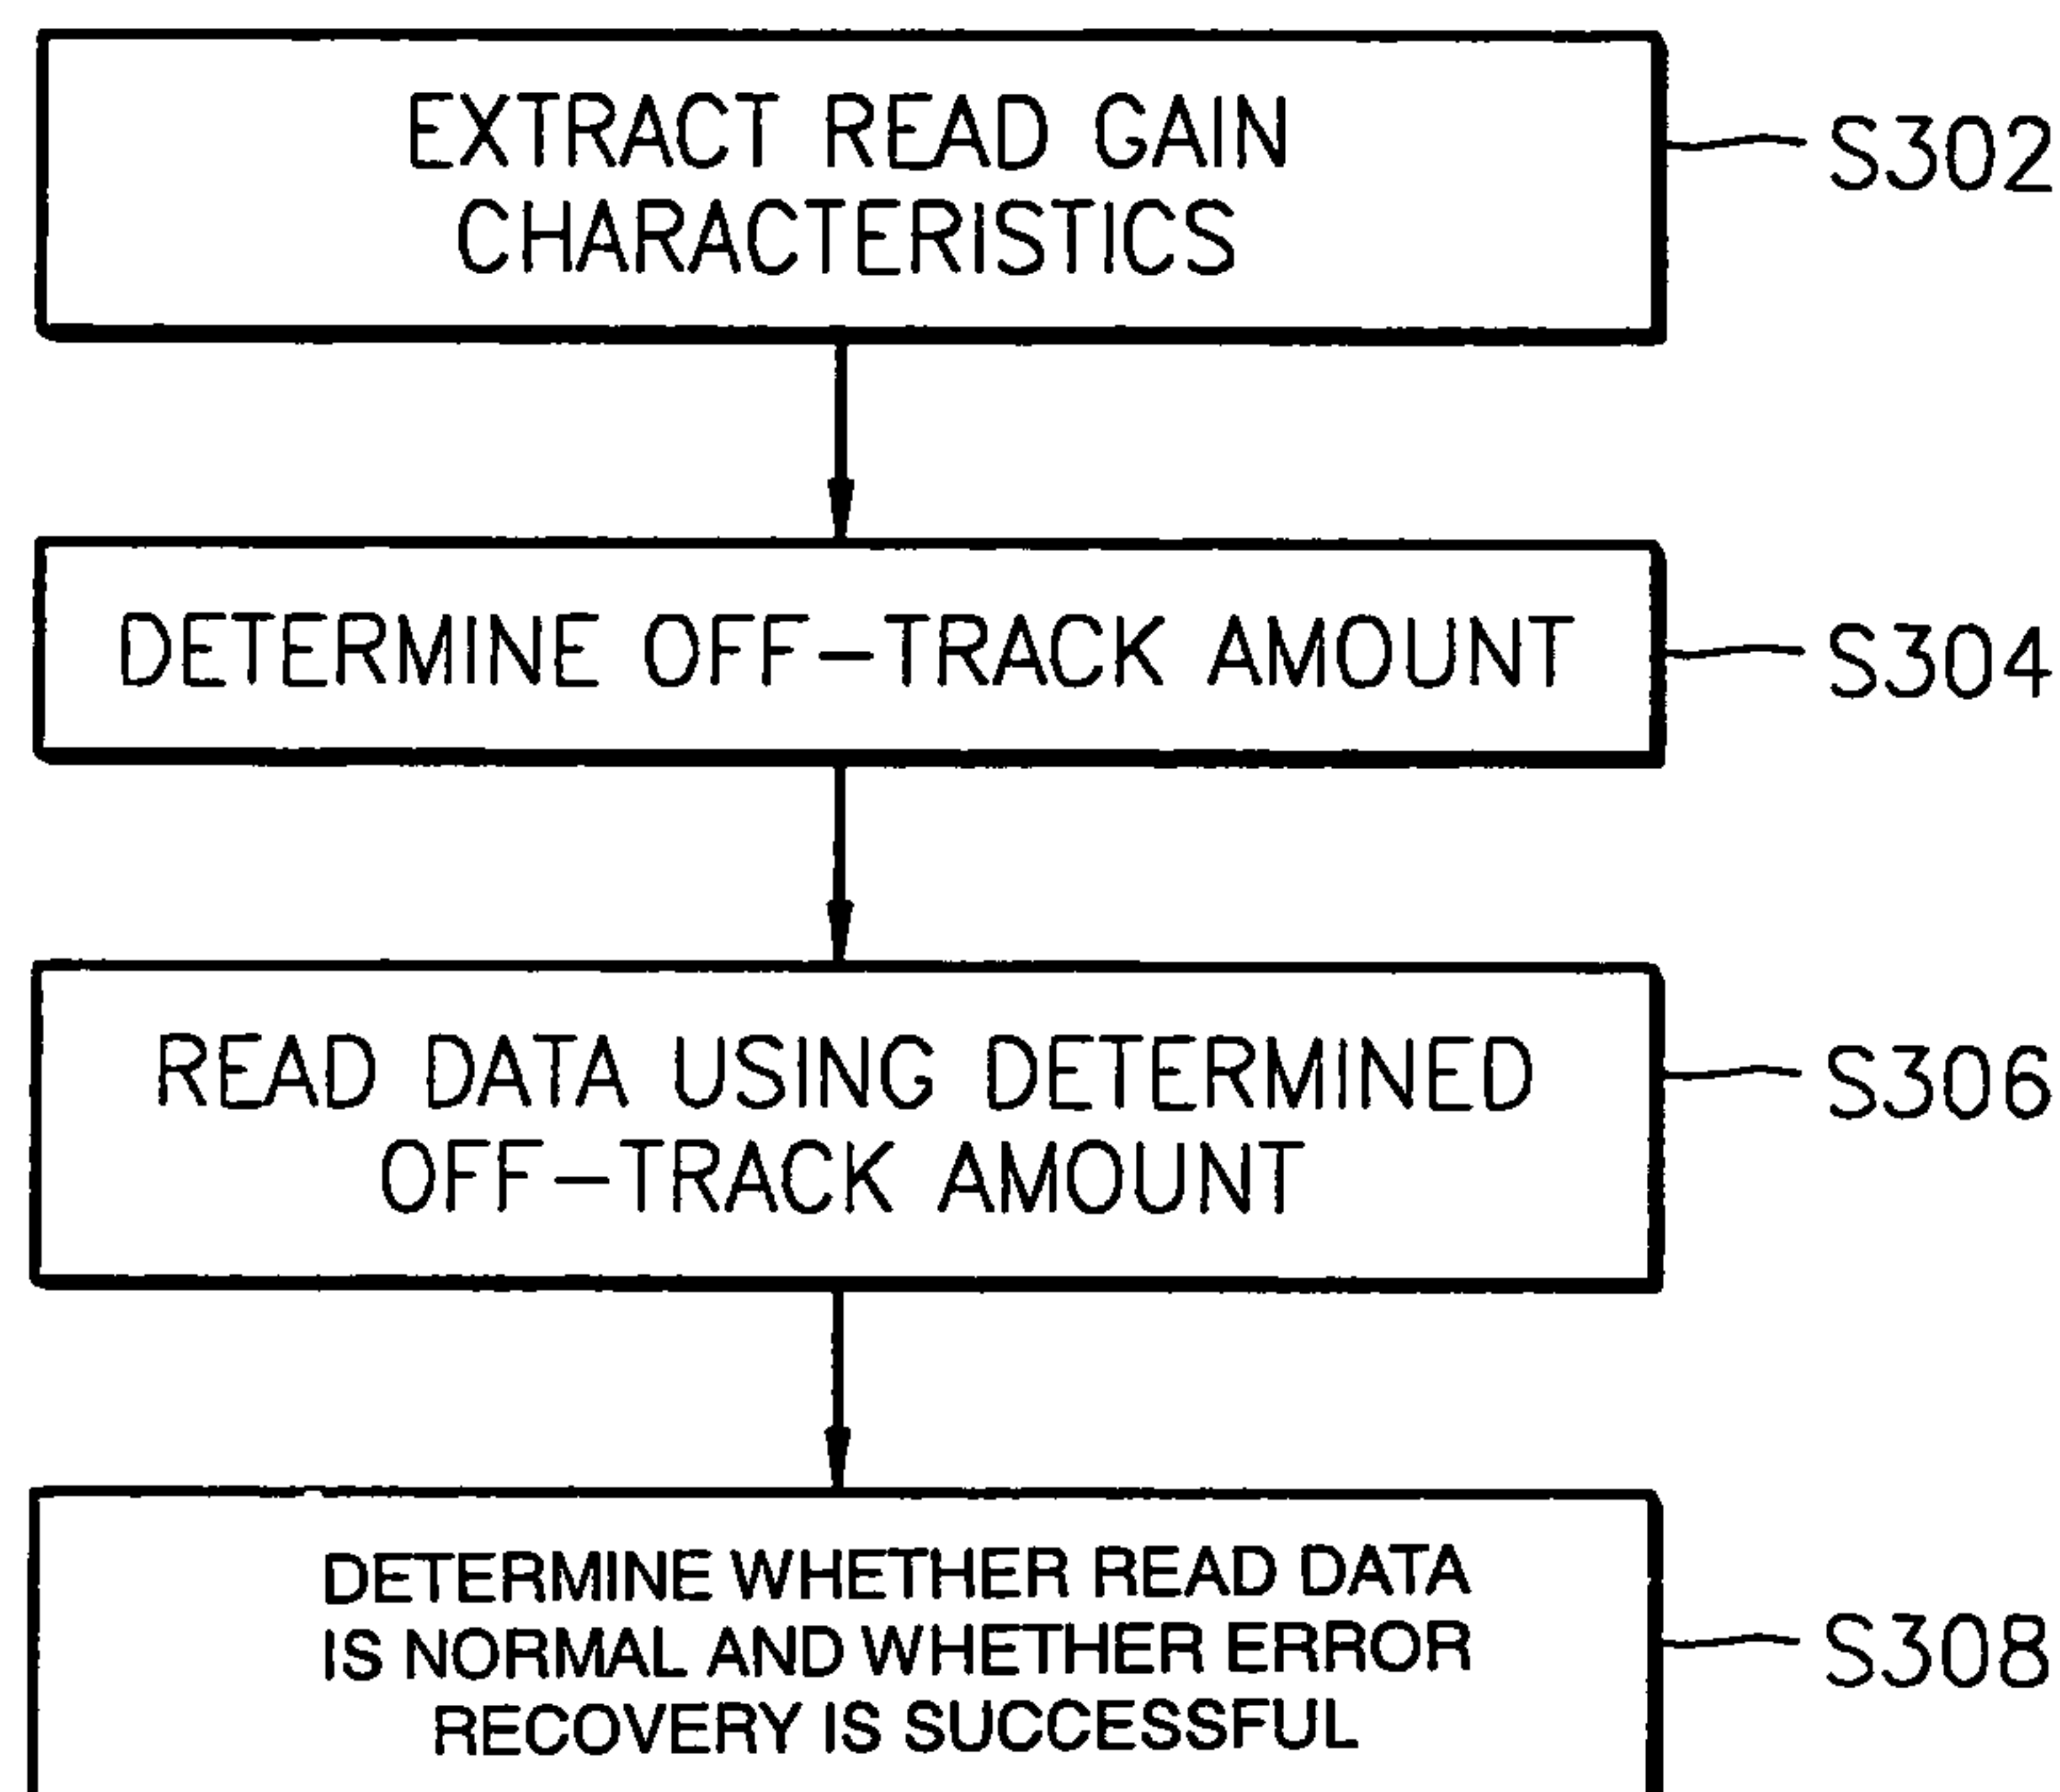 EXTRACT READ GAIN
CHARACTERISTICS
S302
DETERMINE OFF-TRACK AMOUNT
S304
READ DATA USING DETERMINED
OFF-TRACK AMOUNT
S306
DETERMINE WHETHER READ DATA
IS NORMAL AND WHETHER ERROR
RECOVERY IS SUCCESSFUL
S308